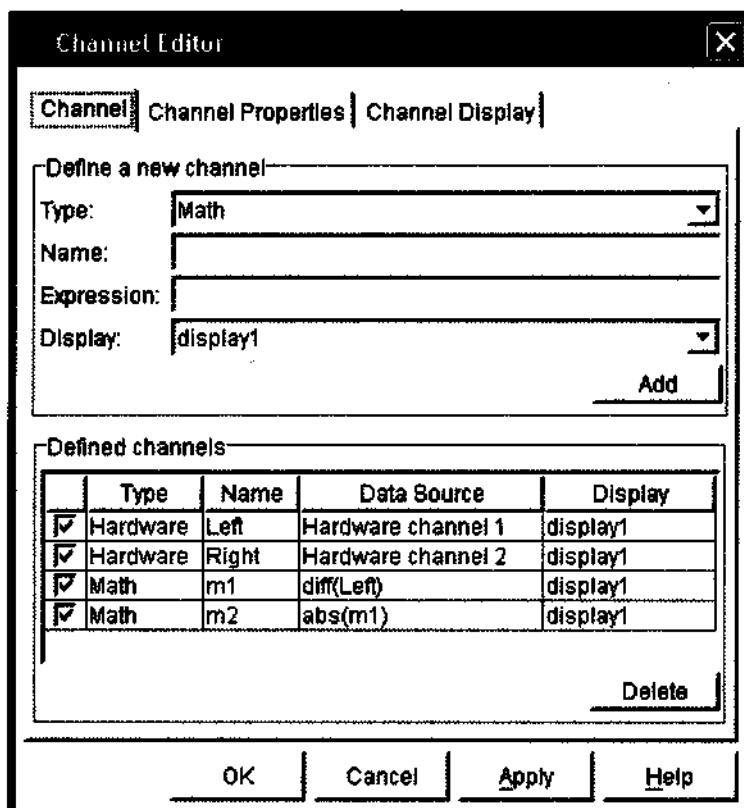 Channel Editor
Channel Channel Properties Channel Display
Define a new channel
Type: Math
Name:
Expression:
Display: display1
Add
Defined channels
Type Name Data Source Display
Hardware Left Hardware channel 1 display1
Hardware Right Hardware channel 2 display1
Math m1 diff(Left) display1
Math m2 abs(m1) display1
Delete
OK Cancel Apply Help